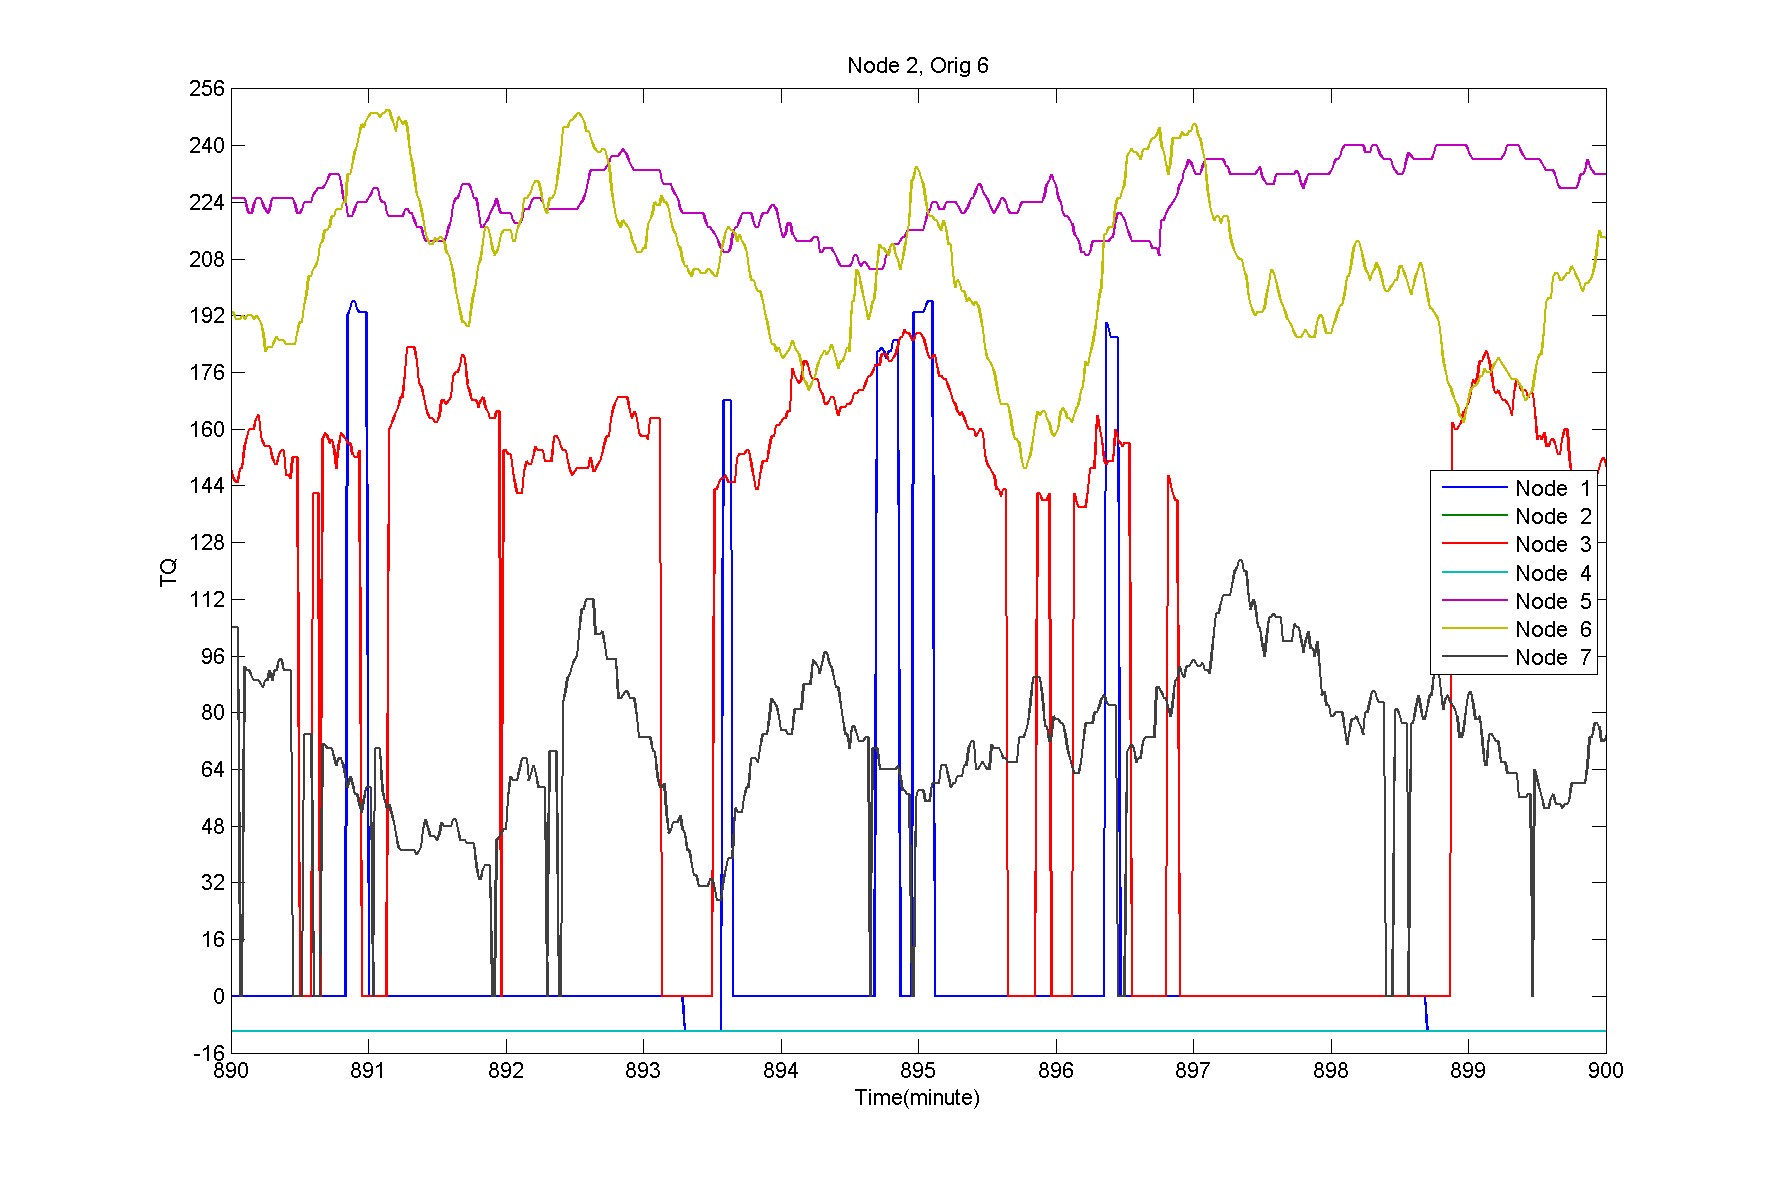 Node 2, Orig 6
256
240
224
208
192
176
160
144
128
112
96
80
64
48
32
16
0
-16
TQ
Node 1
Node 2
Node 3
Node 4
Node 5
Node 6
Node 7
890 891 892 893 894 895 896 897 898 899 900
Time(minute)